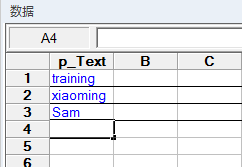 数据
A4
p_Text B C
1 training
2 xiaoming
3 Sam
4
5
6